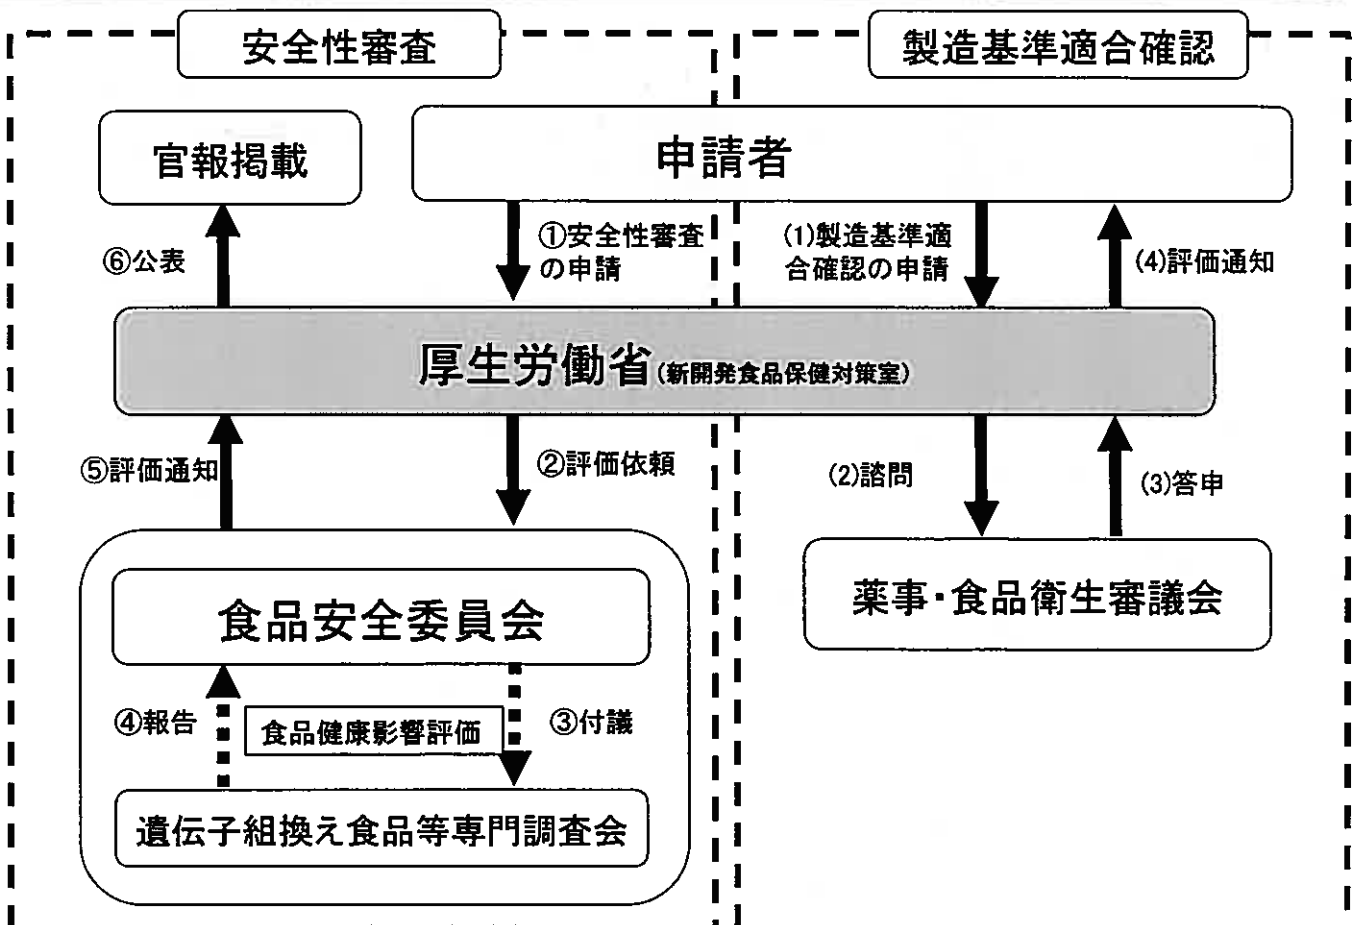 安全性審査
製造基準適合確認
官報掲載
申請者
⑥公表
①安全性審査
の申請
(1)製造基準適
合確認の申請
(4)評価通知
厚生労働省(新開発食品保健対策室)
⑤評価通知
②評価依頼
(2)諮問
(3)答申
食品安全委員会
薬事・食品衛生審議会
④報告
食品健康影響評価
③付議
遺伝子組換え食品等専門調査会